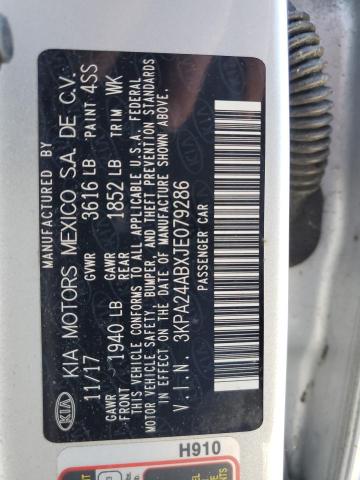 MANUFACTURED BY
KIA MOTORS MEXICO S.A. DE C.V.
11/17 GVWR 3616 LB PAINT 4SS
GAWR FRONT 1940 LB GAWR REAR 1852 LB TRIM WK
THIS VEHICLE CONFORMS TO ALL APPLICABLE U.S.A. FEDERAL
MOTOR VEHICLE SAFETY, BUMPER, AND THEFT PREVENTION STANDARDS
IN EFFECT ON THE DATE OF MANUFACTURE SHOWN ABOVE.
V.I.N. 3KPA24ABXJE079286
PASSENGER CAR
KIA
H910